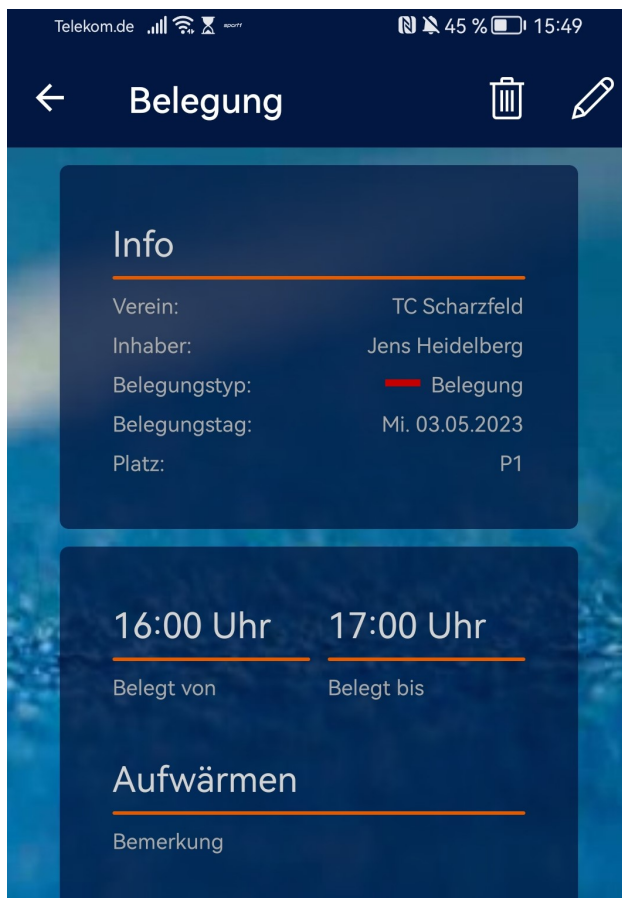 Telekom.de sporti 45 % 15:49
Belegung
Info
Verein: TC Scharzfeld
Inhaber: Jens Heidelberg
Belegungstyp: Belegung
Belegungstag: Mi. 03.05.2023
Platz: P1
16:00 Uhr 17:00 Uhr
Belegt von Belegt bis
Aufwärmen
Bemerkung